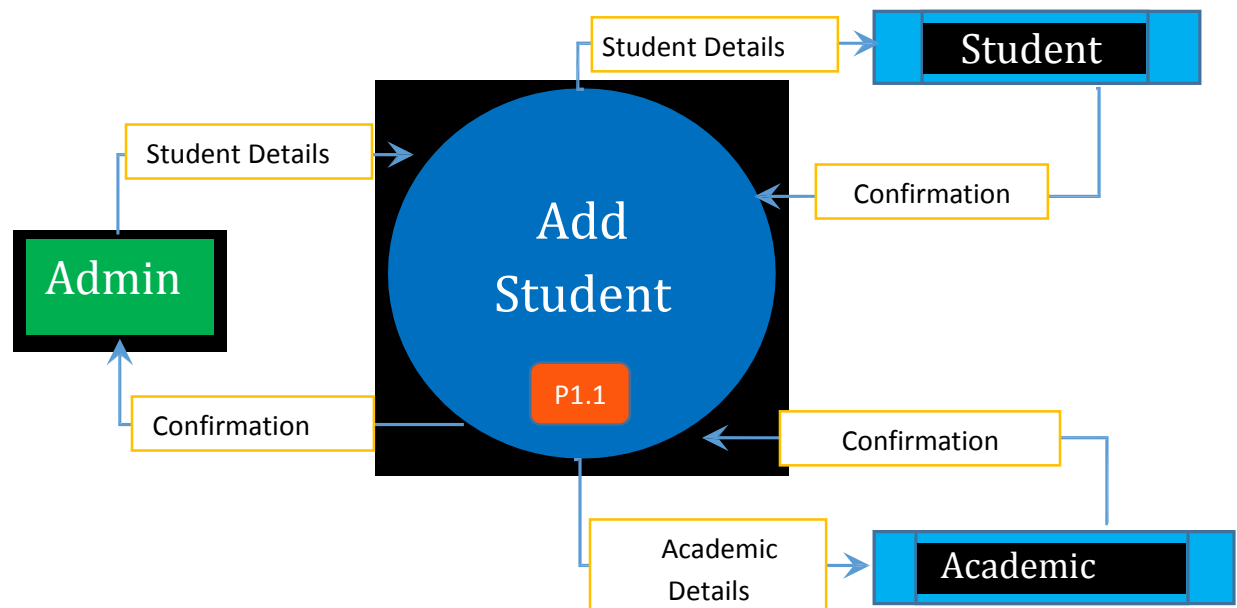 Student Details
Student
Student Details
Confirmation
Add
Student
Admin
P1.1
Confirmation
Confirmation
Academic
Details
Academic